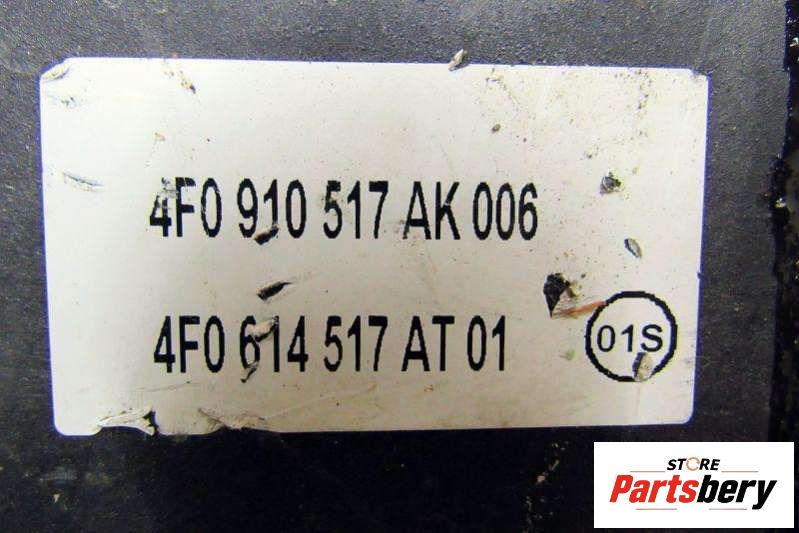 4F0 910 517 AK 006
4F0 614 517 AT 01
01S
STORE
Partsbery